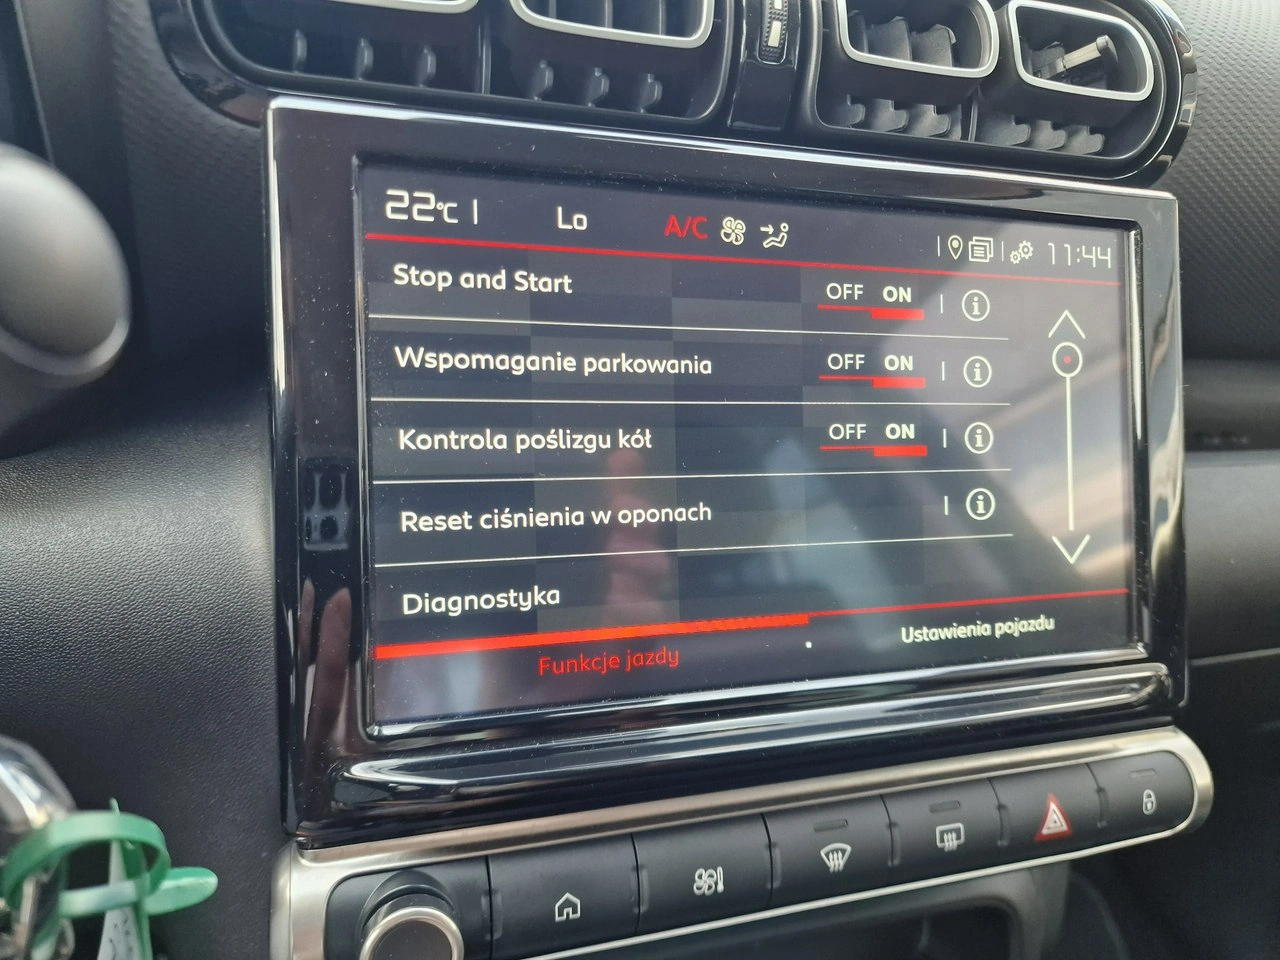 22°C Lo A/C 11:44
Stop and Start OFF ON
Wspomaganie parkowania OFF ON
Kontrola poślizgu kół OFF ON
Reset ciśnienia w oponach
Diagnostyka
Funkcje jazdy Ustawienia pojazdu